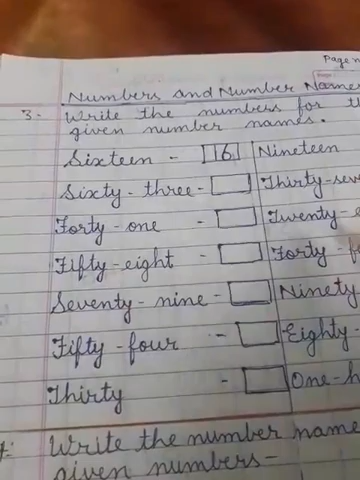 Page n
Numbers and Number Names
3- Write the numbers for th
given number names.
Sixteen - 16 Nineteen
Sixty-three- Thirty-sev
Forty-one - Twenty-
Fifty-eight - Forty-f
Seventy-nine - Ninety
Fifty-four - Eighty-
Thirty - One-h
Write the number name
given numbers-